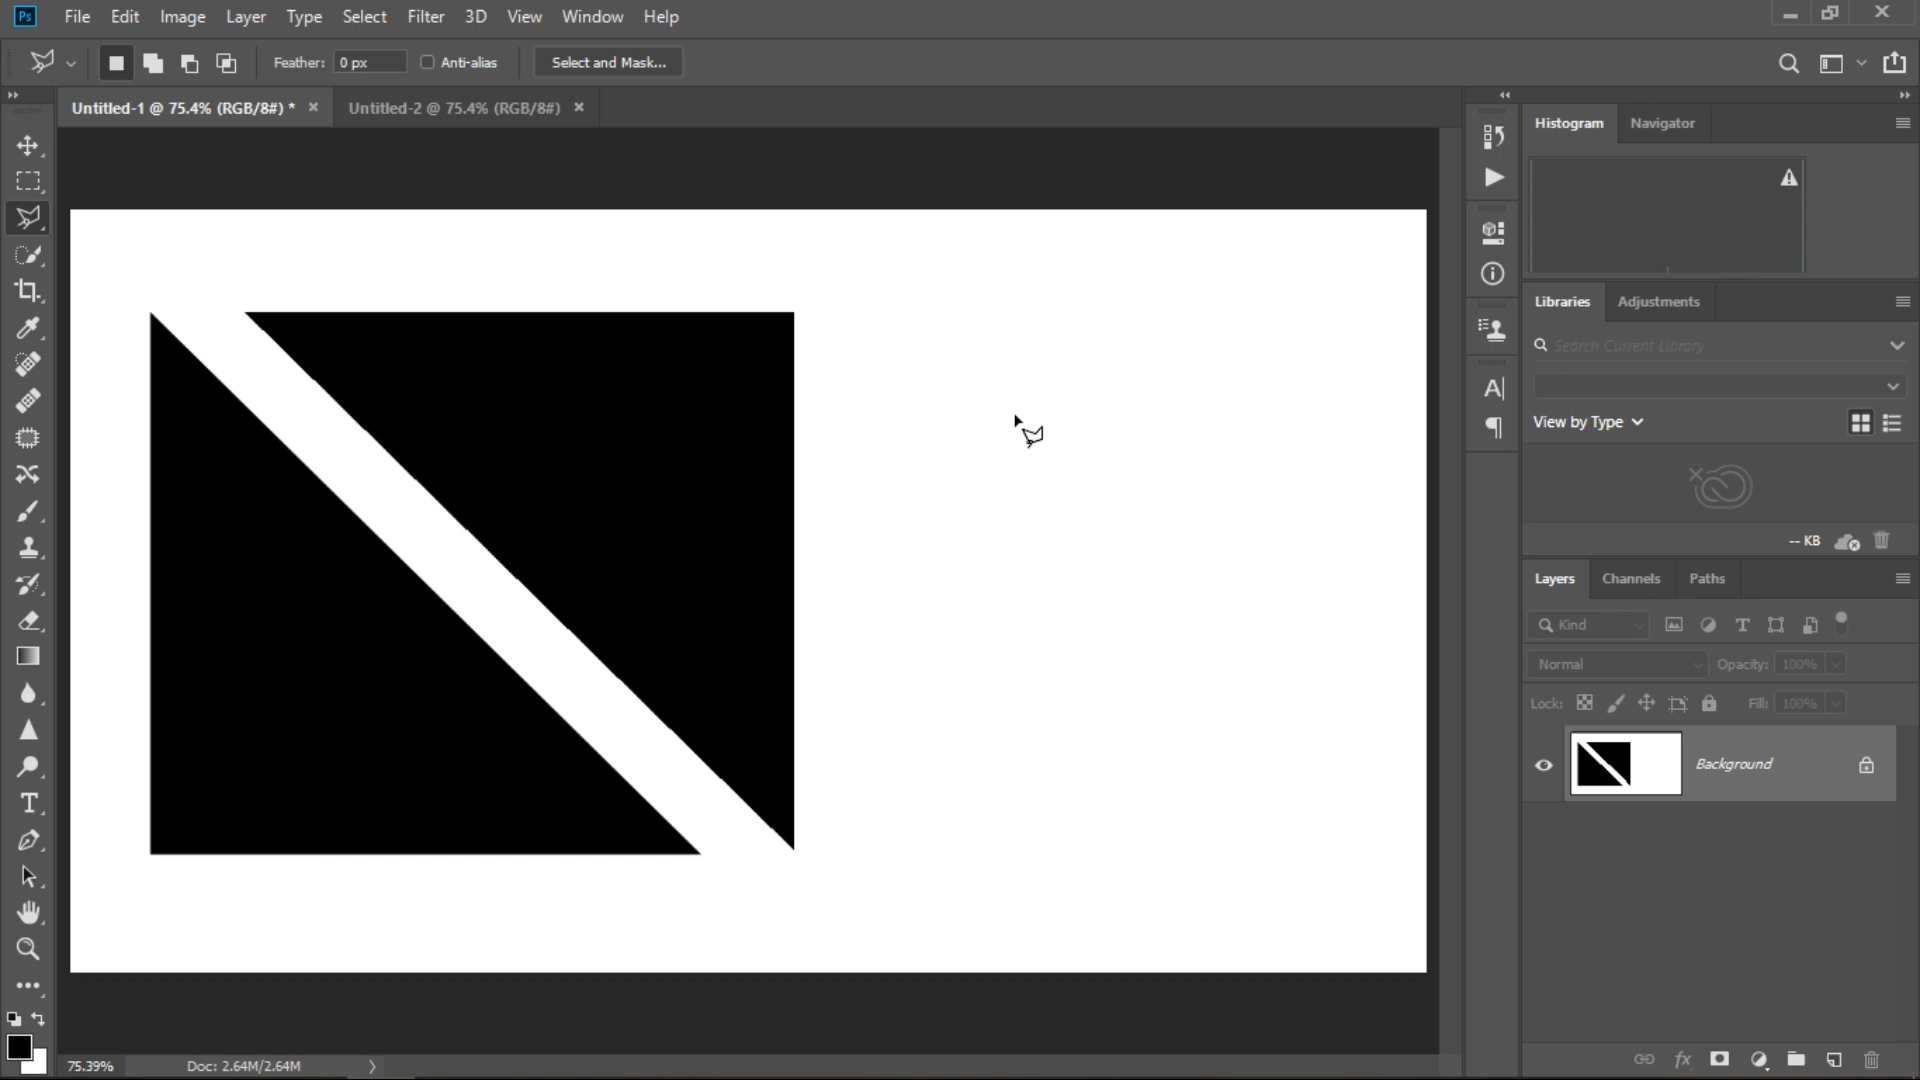 Ps File Edit Image Layer Type Select Filter 3D View Window Help
Feather: 0 px Anti-alias Select and Mask...
Untitled-1 @ 75.4% (RGB/8#) * × Untitled-2 @ 75.4% (RGB/8#) ×
Histogram Navigator
Libraries Adjustments
Search Current Library
View by Type
-- KB
Layers Channels Paths
Kind
Normal Opacity: 100%
Lock: Fill: 100%
Background
75.39% Doc: 2.64M/2.64M